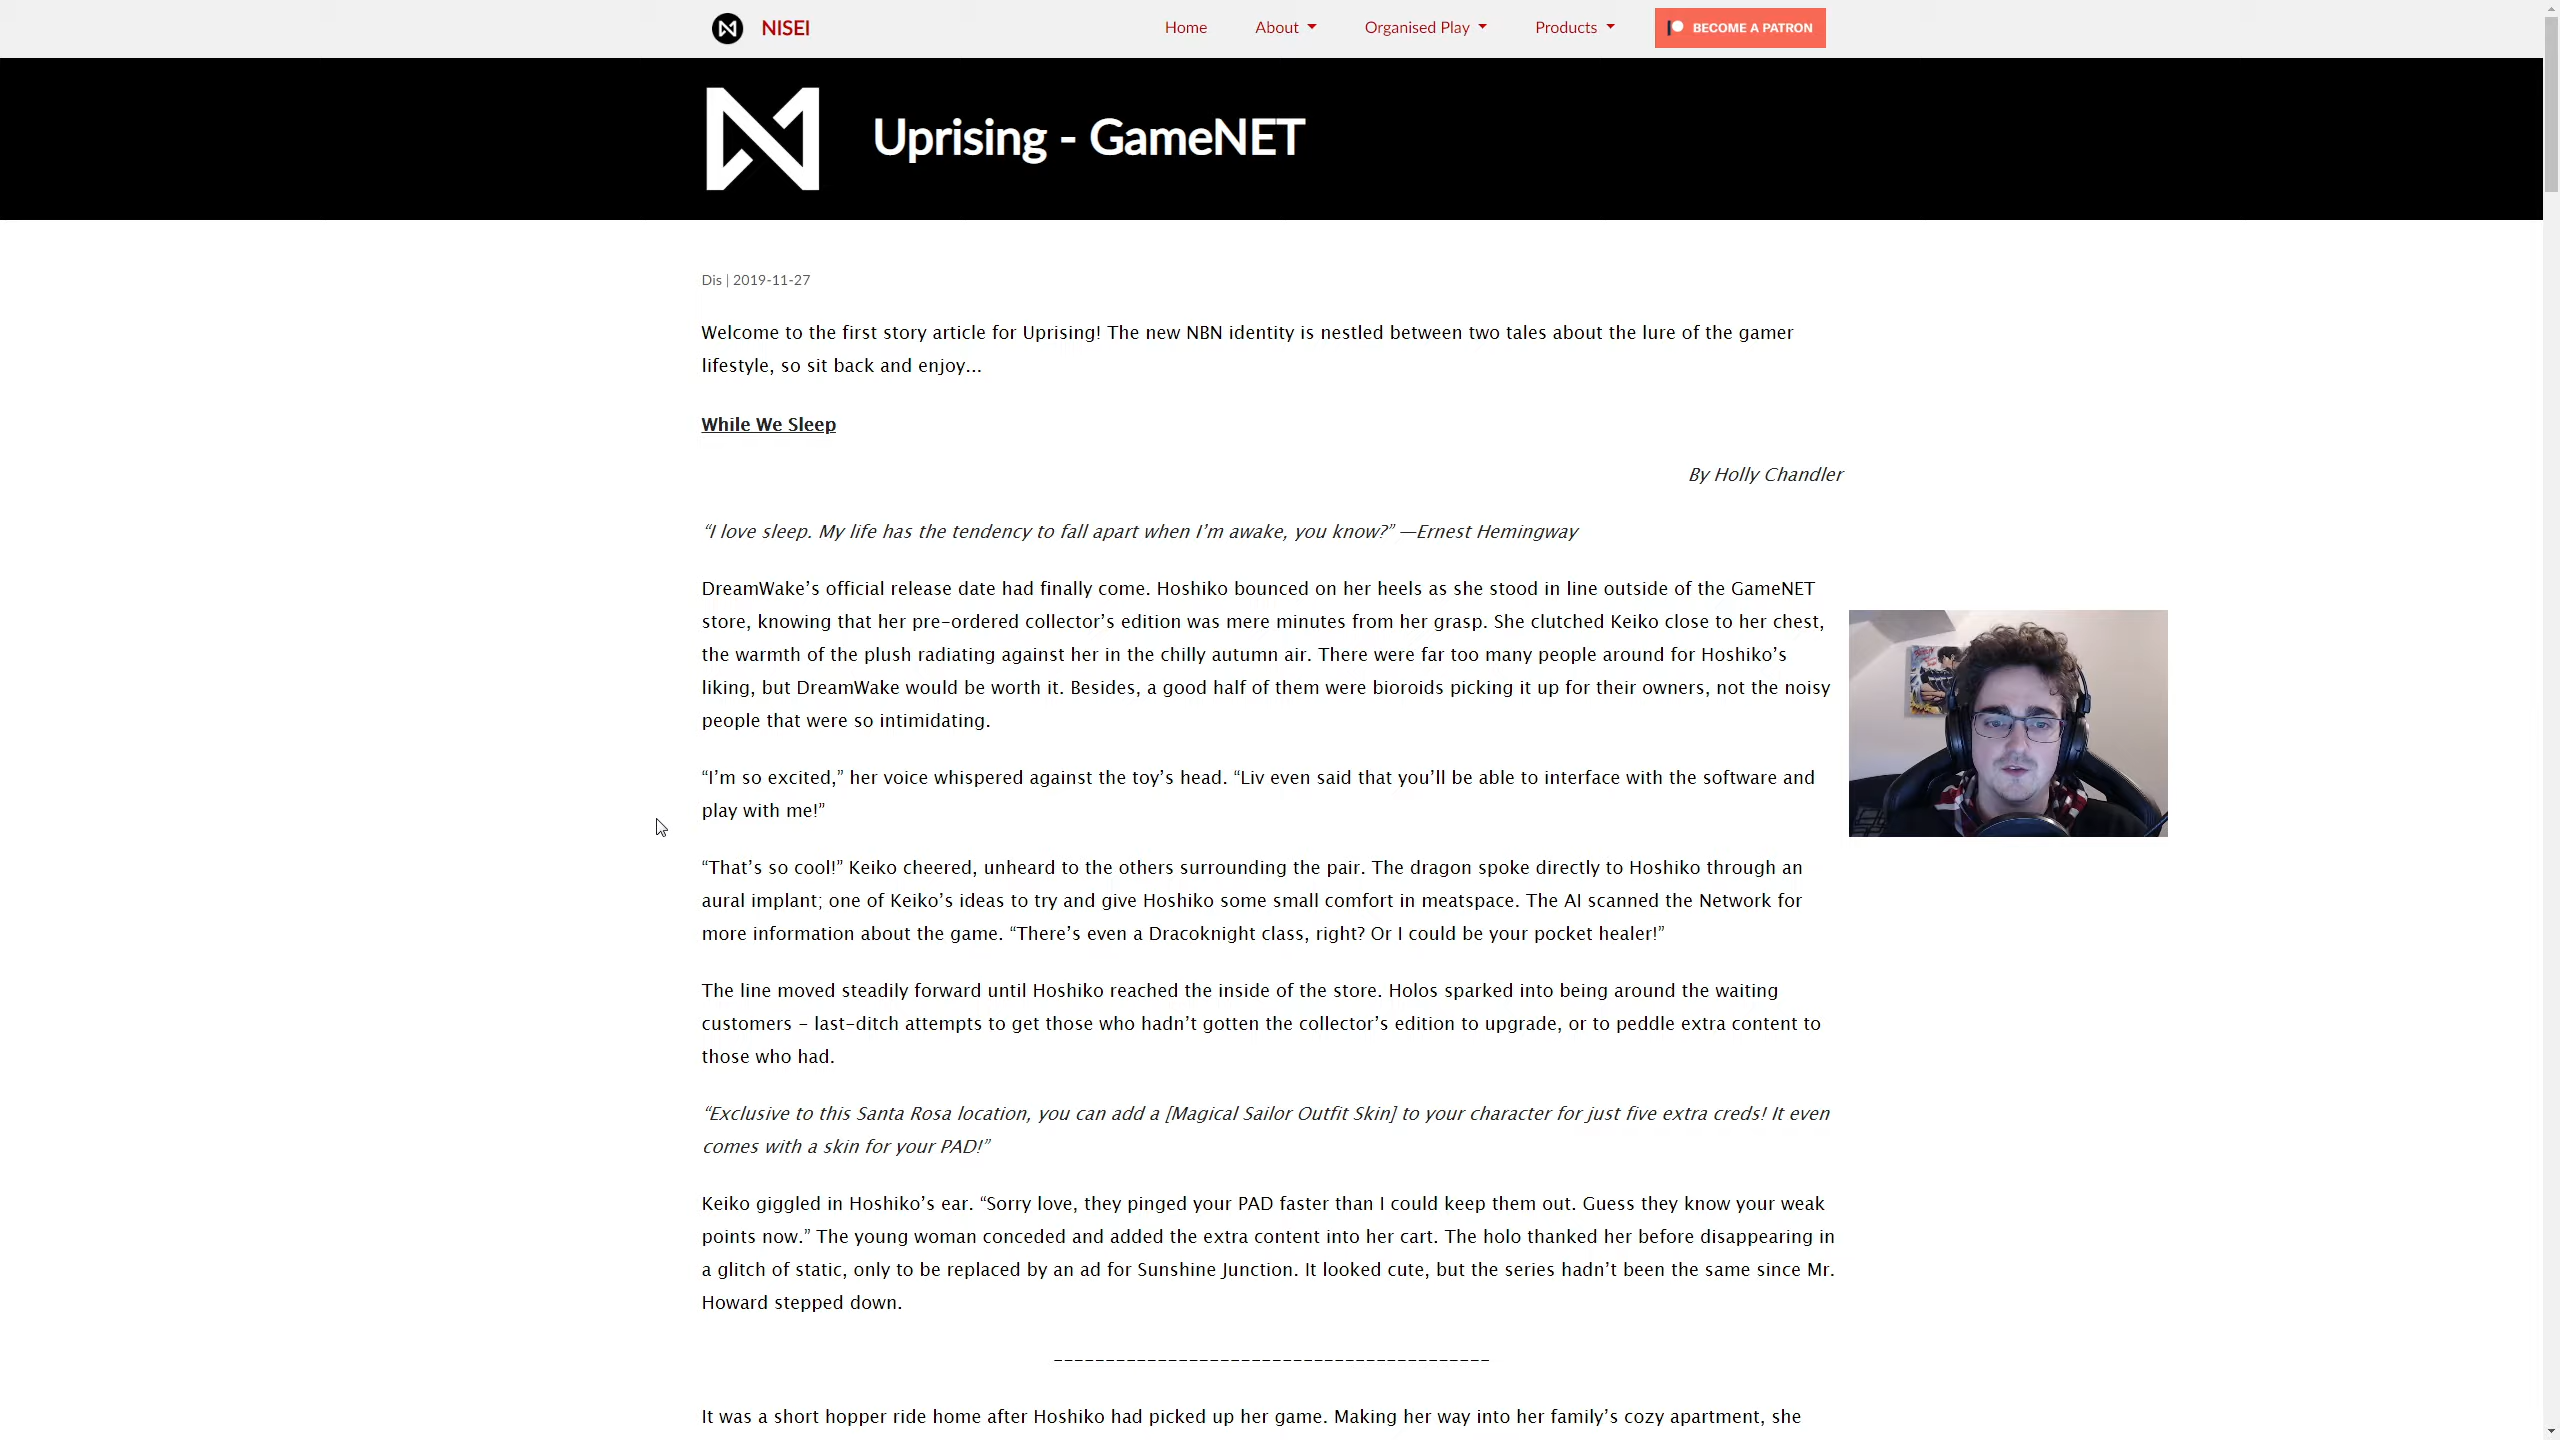 NISEI
Home
About
Organised Play
Products
BECOME A PATRON
Uprising - GameNET
Dis | 2019-11-27
Welcome to the first story article for Uprising! The new NBN identity is nestled between two tales about the lure of the gamer
lifestyle, so sit back and enjoy...
While We Sleep
By Holly Chandler
“I love sleep. My life has the tendency to fall apart when I’m awake, you know?” —Ernest Hemingway
DreamWake’s official release date had finally come. Hoshiko bounced on her heels as she stood in line outside of the GameNET
store, knowing that her pre-ordered collector’s edition was mere minutes from her grasp. She clutched Keiko close to her chest,
the warmth of the plush radiating against her in the chilly autumn air. There were far too many people around for Hoshiko’s
liking, but DreamWake would be worth it. Besides, a good half of them were bioroids picking it up for their owners, not the noisy
people that were so intimidating.
“I’m so excited,” her voice whispered against the toy’s head. “Liv even said that you’ll be able to interface with the software and
play with me!”
“That’s so cool!” Keiko cheered, unheard to the others surrounding the pair. The dragon spoke directly to Hoshiko through an
aural implant; one of Keiko’s ideas to try and give Hoshiko some small comfort in meatspace. The AI scanned the Network for
more information about the game. “There’s even a Dracoknight class, right? Or I could be your pocket healer!”
The line moved steadily forward until Hoshiko reached the inside of the store. Holos sparked into being around the waiting
customers – last-ditch attempts to get those who hadn’t gotten the collector’s edition to upgrade, or to peddle extra content to
those who had.
“Exclusive to this Santa Rosa location, you can add a [Magical Sailor Outfit Skin] to your character for just five extra creds! It even
comes with a skin for your PAD!”
Keiko giggled in Hoshiko’s ear. “Sorry love, they pinged your PAD faster than I could keep them out. Guess they know your weak
points now.” The young woman conceded and added the extra content into her cart. The holo thanked her before disappearing in
a glitch of static, only to be replaced by an ad for Sunshine Junction. It looked cute, but the series hadn’t been the same since Mr.
Howard stepped down.
------------------------------------------
It was a short hopper ride home after Hoshiko had picked up her game. Making her way into her family’s cozy apartment, she